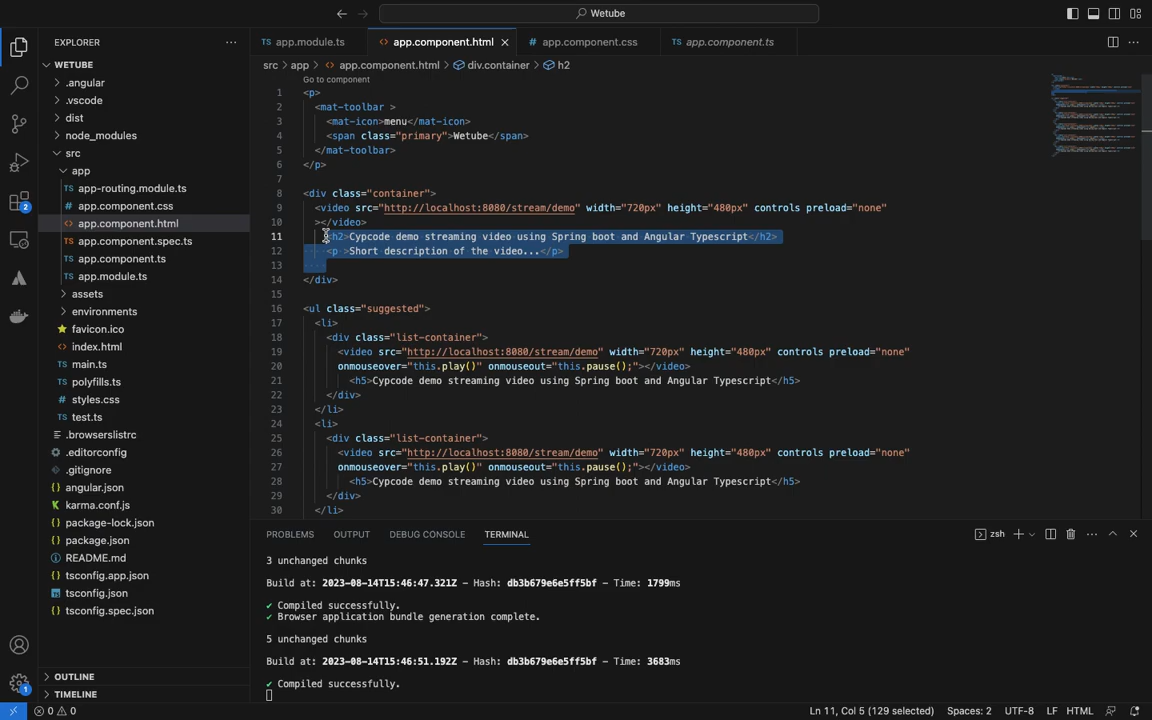 Wetube
EXPLORER
WETUBE
.angular
.vscode
dist
node_modules
src
app
TS app-routing.module.ts
# app.component.css
<> app.component.html
TS app.component.spec.ts
TS app.component.ts
TS app.module.ts
assets
environments
favicon.ico
<> index.html
TS main.ts
TS polyfills.ts
# styles.css
TS test.ts
.browserslistrc
.editorconfig
.gitignore
{} angular.json
karma.conf.js
{} package-lock.json
{} package.json
README.md
{} tsconfig.app.json
tsconfig.json
{} tsconfig.spec.json
OUTLINE
TIMELINE
2
1
TS app.module.ts
<> app.component.html
# app.component.css
TS app.component.ts
src > app > <> app.component.html > div.container > h2
Go to component
1 <p>
2 <mat-toolbar >
3 <mat-icon>menu</mat-icon>
4 <span class="primary">Wetube</span>
5 </mat-toolbar>
6 </p>
7
8 <div class="container">
9 <video src="http://localhost:8080/stream/demo" width="720px" height="480px" controls preload="none"
10 ></video>
11 <h2>Cypcode demo streaming video using Spring boot and Angular Typescript</h2>
12 <p >Short description of the video...</p>
13
14 </div>
15
16 <ul class="suggested">
17 <li>
18 <div class="list-container">
19 <video src="http://localhost:8080/stream/demo" width="720px" height="480px" controls preload="none"
20 onmouseover="this.play()" onmouseout="this.pause();"></video>
21 <h5>Cypcode demo streaming video using Spring boot and Angular Typescript</h5>
22 </div>
23 </li>
24 <li>
25 <div class="list-container">
26 <video src="http://localhost:8080/stream/demo" width="720px" height="480px" controls preload="none"
27 onmouseover="this.play()" onmouseout="this.pause();"></video>
28 <h5>Cypcode demo streaming video using Spring boot and Angular Typescript</h5>
29 </div>
30 </li>
PROBLEMS OUTPUT DEBUG CONSOLE TERMINAL
zsh
3 unchanged chunks
Build at: 2023-08-14T15:46:47.321Z - Hash: db3b679e6e5ff5bf - Time: 1799ms
✔ Compiled successfully.
✔ Browser application bundle generation complete.
5 unchanged chunks
Build at: 2023-08-14T15:46:51.192Z - Hash: db3b679e6e5ff5bf - Time: 3683ms
✔ Compiled successfully.
0 0
Ln 11, Col 5 (129 selected) Spaces: 2 UTF-8 LF HTML